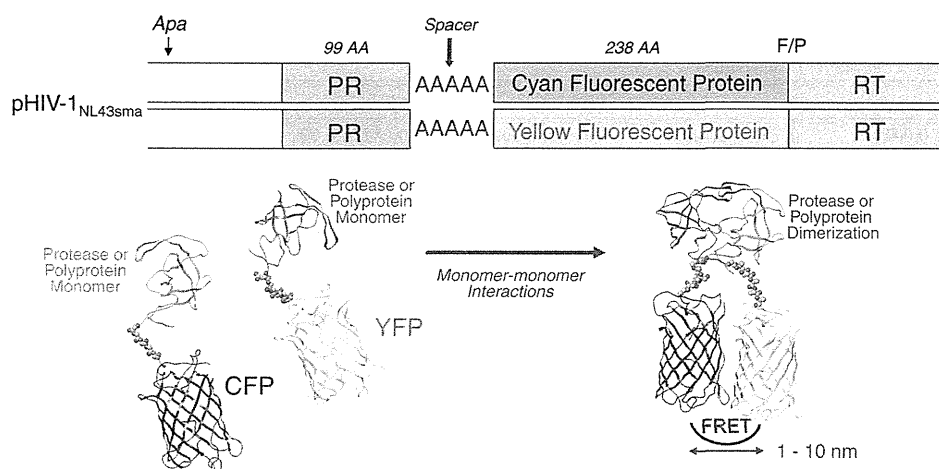 Apa
Spacer
99 AA
238 AA
F/P
pHIV-1NL43sma
PR
AAAAA
Cyan Fluorescent Protein
RT
PR
AAAAA
Yellow Fluorescent Protein
RT
Protease or
Polyprotein
Monomer
Protease or
Polyprotein
Monomer
Monomer-monomer
Interactions
Protease or
Polyprotein
Dimerization
YFP
CFP
FRET
1 - 10 nm